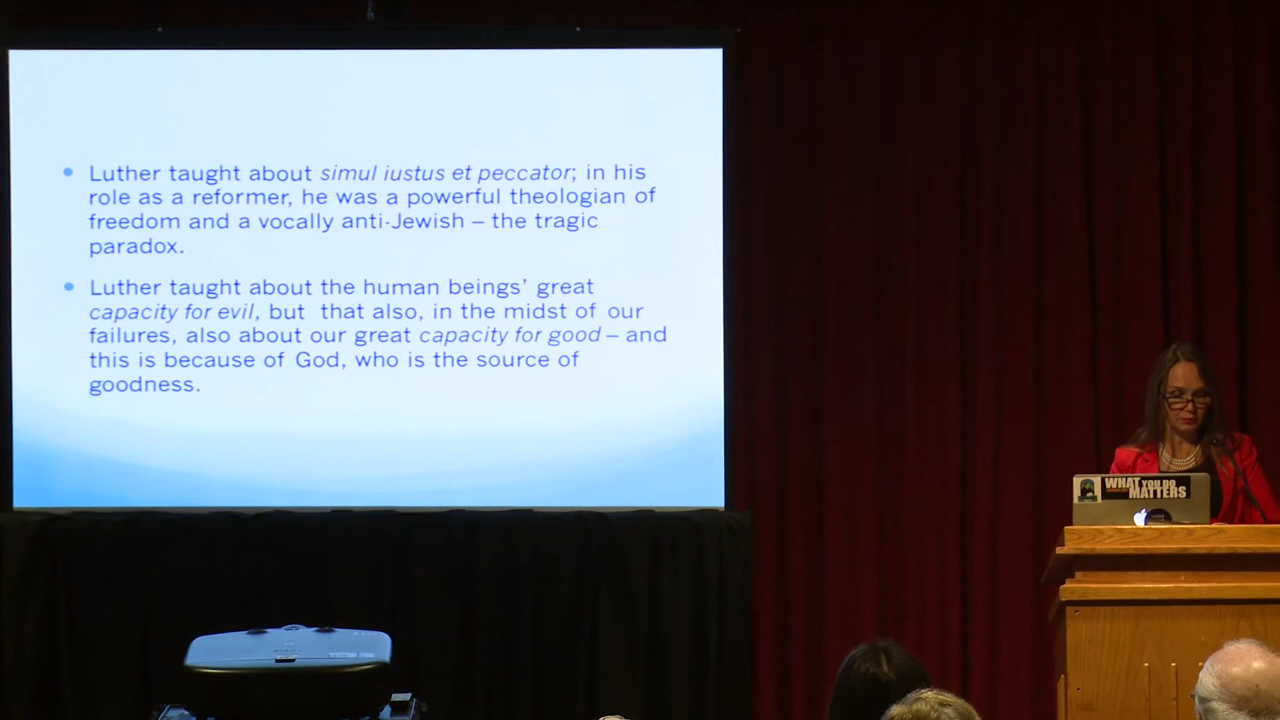 Luther taught about simul iustus et peccator; in his
role as a reformer, he was a powerful theologian of
freedom and a vocally anti-Jewish – the tragic
paradox.
Luther taught about the human beings’ great
capacity for evil, but that also, in the midst of our
failures, also about our great capacity for good – and
this is because of God, who is the source of
goodness.
WHAT YOU DO
MATTERS